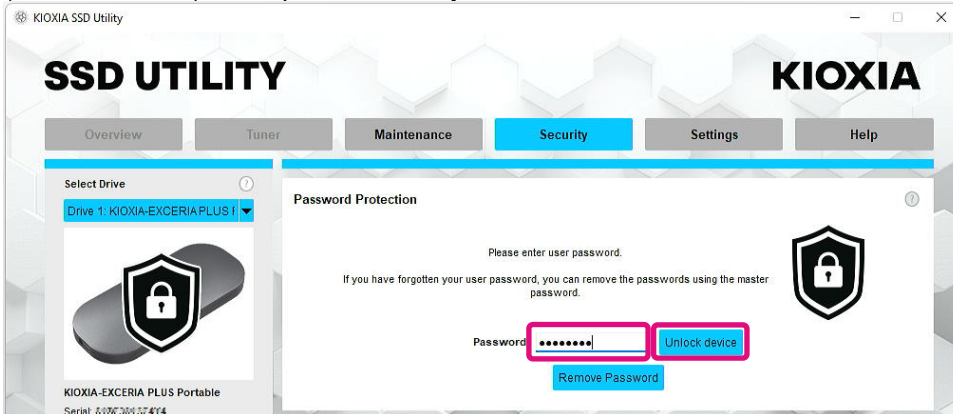 KIOXIA SSD Utility
SSD UTILITY
KIOXIA
Overview
Tuner
Maintenance
Security
Settings
Help
Select Drive
?
Drive 1: KIOXIA-EXCERIA PLUS
Password Protection
?
Please enter user password.
If you have forgotten your user password, you can remove the passwords using the master
password.
Password
Unlock device
Remove Password
KIOXIA-EXCERIA PLUS Portable
Serial: